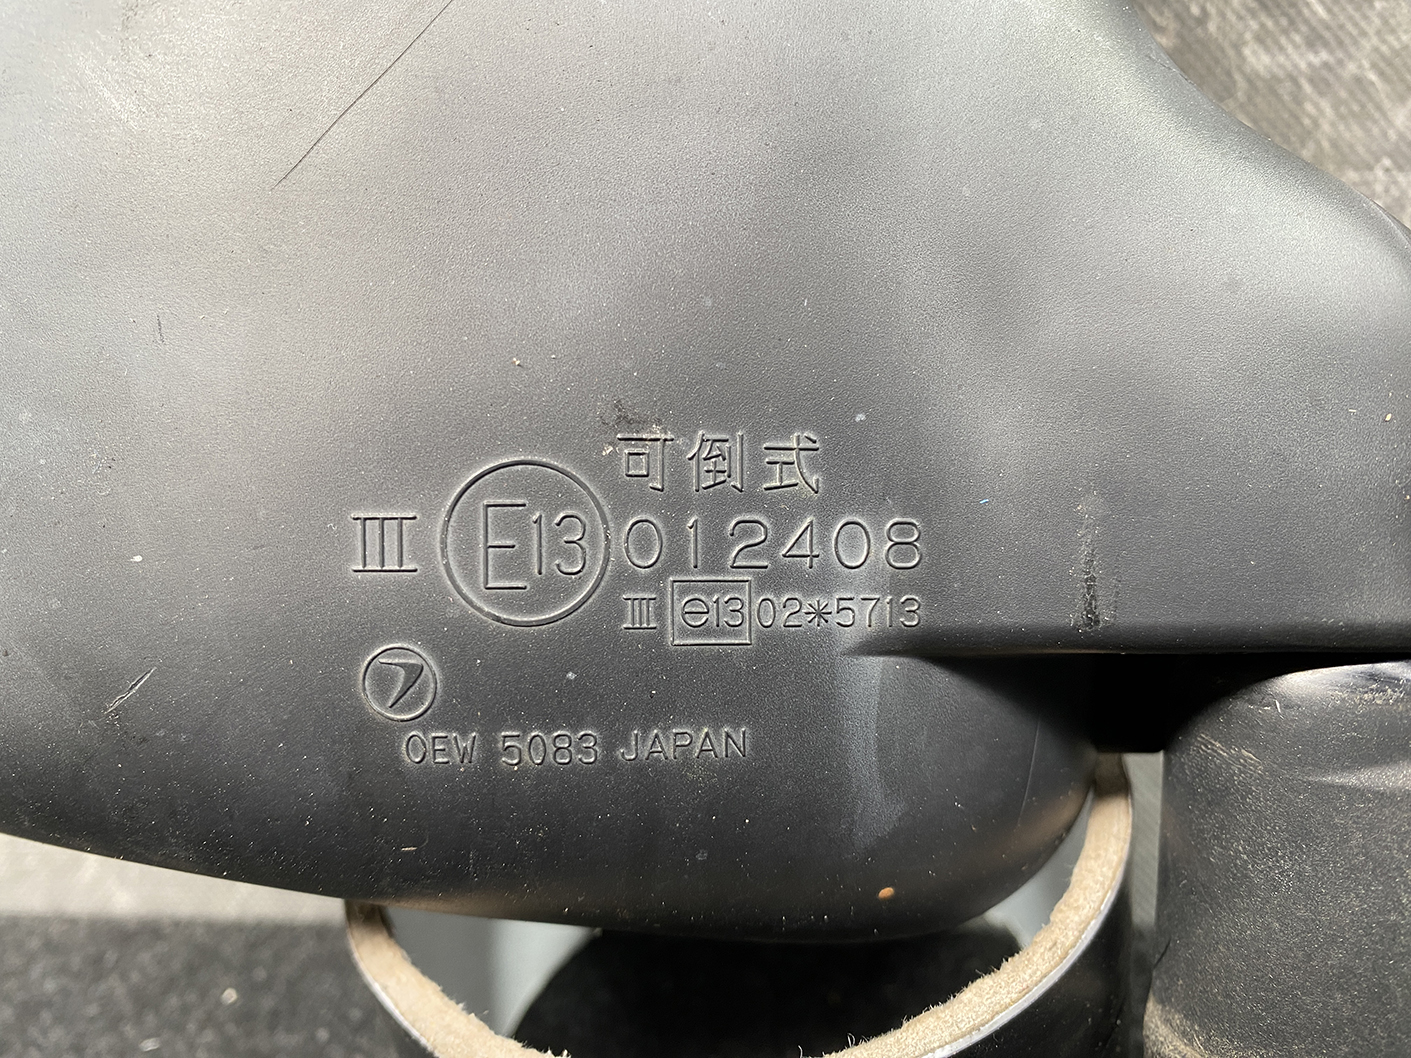 可倒式
III E13 012408
III e13 02*5713
OEW 5083 JAPAN